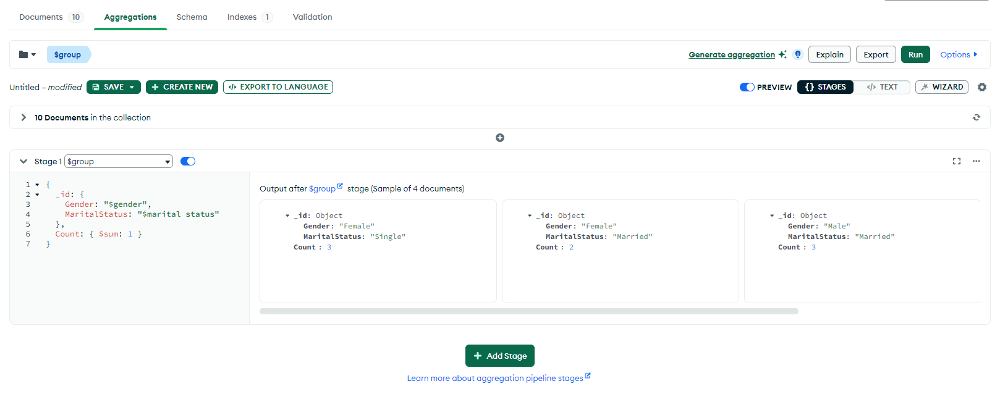 Documents 10 Aggregations Schema Indexes 1 Validation
$group Generate aggregation Explain Export Run Options
Untitled – modified SAVE + CREATE NEW </> EXPORT TO LANGUAGE PREVIEW {} STAGES </> TEXT WIZARD
10 Documents in the collection
Stage 1 $group
1 {
2 _id: {
3 Gender: "$gender",
4 MaritalStatus: "$marital status"
5 },
6 Count: { $sum: 1 }
7 }
Output after $group stage (Sample of 4 documents)
_id: Object
Gender: "Female"
MaritalStatus: "Single"
Count : 3
_id: Object
Gender: "Female"
MaritalStatus: "Married"
Count : 2
_id: Object
Gender: "Male"
MaritalStatus: "Married"
Count : 3
+ Add Stage
Learn more about aggregation pipeline stages